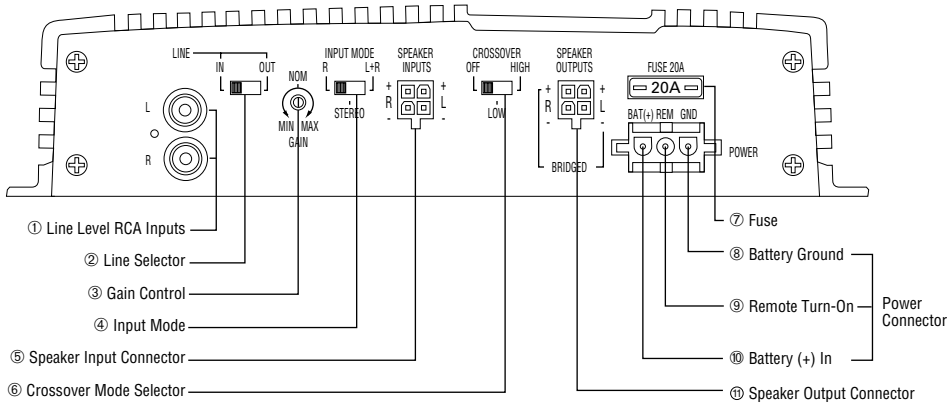 LINE
IN OUT
NOM
MIN MAX
GAIN
INPUT MODE
R L+R
STEREO
SPEAKER
INPUTS
+ +
R L
- -
CROSSOVER
OFF HIGH
LOW
SPEAKER
OUTPUTS
+ +
R L
- -
BRIDGED
FUSE 20A
20A
BAT(+) REM GND
POWER
L
R
① Line Level RCA Inputs
② Line Selector
③ Gain Control
④ Input Mode
⑤ Speaker Input Connector
⑥ Crossover Mode Selector
⑦ Fuse
⑧ Battery Ground
⑨ Remote Turn-On
⑩ Battery (+) In
Power
Connector
⑪ Speaker Output Connector